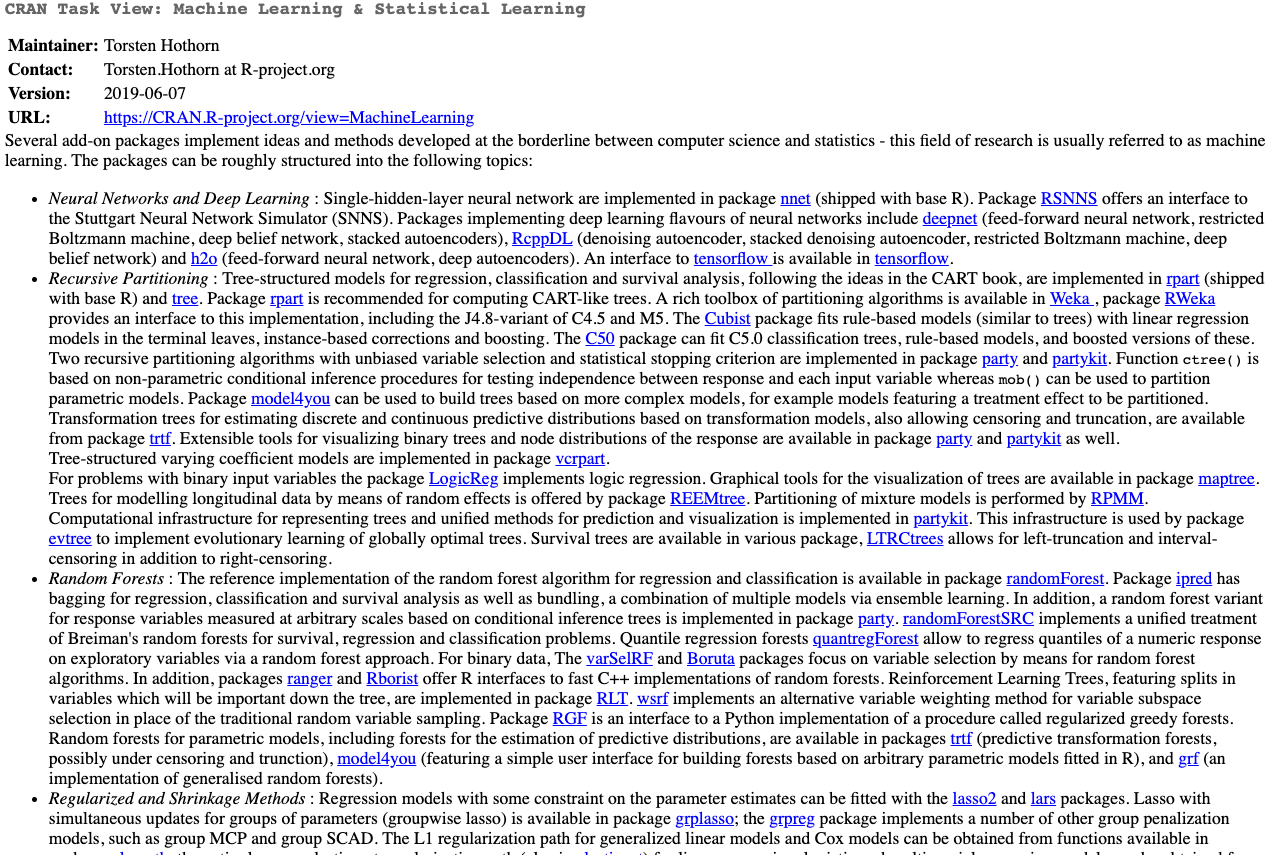 CRAN Task View: Machine Learning & Statistical Learning
Maintainer: Torsten Hothorn
Contact: Torsten.Hothorn at R-project.org
Version: 2019-06-07
URL: https://CRAN.R-project.org/view=MachineLearning
Several add-on packages implement ideas and methods developed at the borderline between computer science and statistics - this field of research is usually referred to as machine
learning. The packages can be roughly structured into the following topics:
• Neural Networks and Deep Learning : Single-hidden-layer neural network are implemented in package nnet (shipped with base R). Package RSNNS offers an interface to
the Stuttgart Neural Network Simulator (SNNS). Packages implementing deep learning flavours of neural networks include deepnet (feed-forward neural network, restricted
Boltzmann machine, deep belief network, stacked autoencoders), RcppDL (denoising autoencoder, stacked denoising autoencoder, restricted Boltzmann machine, deep
belief network) and h2o (feed-forward neural network, deep autoencoders). An interface to tensorflow is available in tensorflow.
• Recursive Partitioning : Tree-structured models for regression, classification and survival analysis, following the ideas in the CART book, are implemented in rpart (shipped
with base R) and tree. Package rpart is recommended for computing CART-like trees. A rich toolbox of partitioning algorithms is available in Weka , package RWeka
provides an interface to this implementation, including the J4.8-variant of C4.5 and M5. The Cubist package fits rule-based models (similar to trees) with linear regression
models in the terminal leaves, instance-based corrections and boosting. The C50 package can fit C5.0 classification trees, rule-based models, and boosted versions of these.
Two recursive partitioning algorithms with unbiased variable selection and statistical stopping criterion are implemented in package party and partykit. Function ctree() is
based on non-parametric conditional inference procedures for testing independence between response and each input variable whereas mob() can be used to partition
parametric models. Package model4you can be used to build trees based on more complex models, for example models featuring a treatment effect to be partitioned.
Transformation trees for estimating discrete and continuous predictive distributions based on transformation models, also allowing censoring and truncation, are available
from package trtf. Extensible tools for visualizing binary trees and node distributions of the response are available in package party and partykit as well.
Tree-structured varying coefficient models are implemented in package vcrpart.
For problems with binary input variables the package LogicReg implements logic regression. Graphical tools for the visualization of trees are available in package maptree.
Trees for modelling longitudinal data by means of random effects is offered by package REEMtree. Partitioning of mixture models is performed by RPMM.
Computational infrastructure for representing trees and unified methods for prediction and visualization is implemented in partykit. This infrastructure is used by package
evtree to implement evolutionary learning of globally optimal trees. Survival trees are available in various package, LTRCtrees allows for left-truncation and interval-
censoring in addition to right-censoring.
• Random Forests : The reference implementation of the random forest algorithm for regression and classification is available in package randomForest. Package ipred has
bagging for regression, classification and survival analysis as well as bundling, a combination of multiple models via ensemble learning. In addition, a random forest variant
for response variables measured at arbitrary scales based on conditional inference trees is implemented in package party. randomForestSRC implements a unified treatment
of Breiman's random forests for survival, regression and classification problems. Quantile regression forests quantregForest allow to regress quantiles of a numeric response
on exploratory variables via a random forest approach. For binary data, The varSelRF and Boruta packages focus on variable selection by means for random forest
algorithms. In addition, packages ranger and Rborist offer R interfaces to fast C++ implementations of random forests. Reinforcement Learning Trees, featuring splits in
variables which will be important down the tree, are implemented in package RLT. wsrf implements an alternative variable weighting method for variable subspace
selection in place of the traditional random variable sampling. Package RGF is an interface to a Python implementation of a procedure called regularized greedy forests.
Random forests for parametric models, including forests for the estimation of predictive distributions, are available in packages trtf (predictive transformation forests,
possibly under censoring and trunction), model4you (featuring a simple user interface for building forests based on arbitrary parametric models fitted in R), and grf (an
implementation of generalised random forests).
• Regularized and Shrinkage Methods : Regression models with some constraint on the parameter estimates can be fitted with the lasso2 and lars packages. Lasso with
simultaneous updates for groups of parameters (groupwise lasso) is available in package grplasso; the grpreg package implements a number of other group penalization
models, such as group MCP and group SCAD. The L1 regularization path for generalized linear models and Cox models can be obtained from functions available in